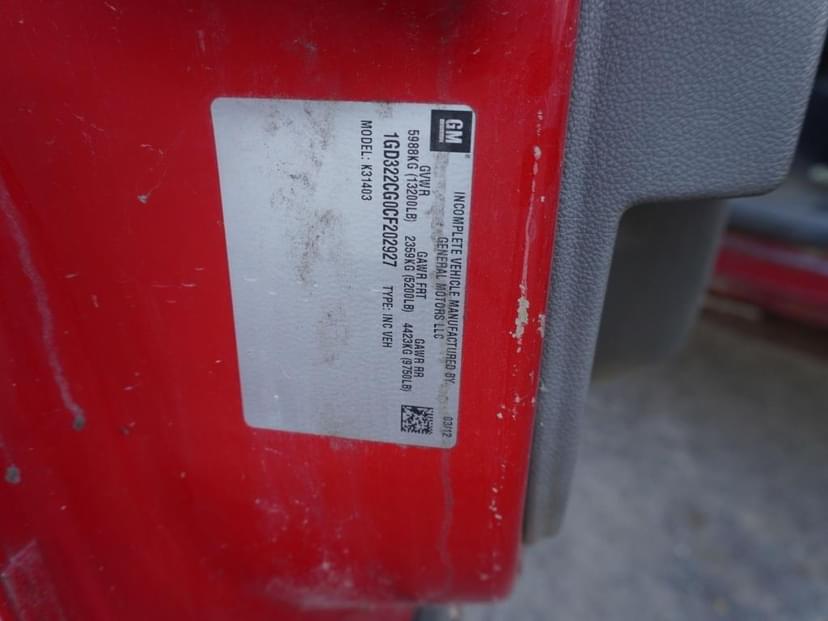 GM
INCOMPLETE VEHICLE MANUFACTURED BY:
GENERAL MOTORS LLC
03/12
GVWR GAWR FRT GAWR RR
5988KG (13200LB) 2359KG (5200LB) 4423KG (9750LB)
1GD322CG0CF202927
TYPE: INC VEH
MODEL: K31403